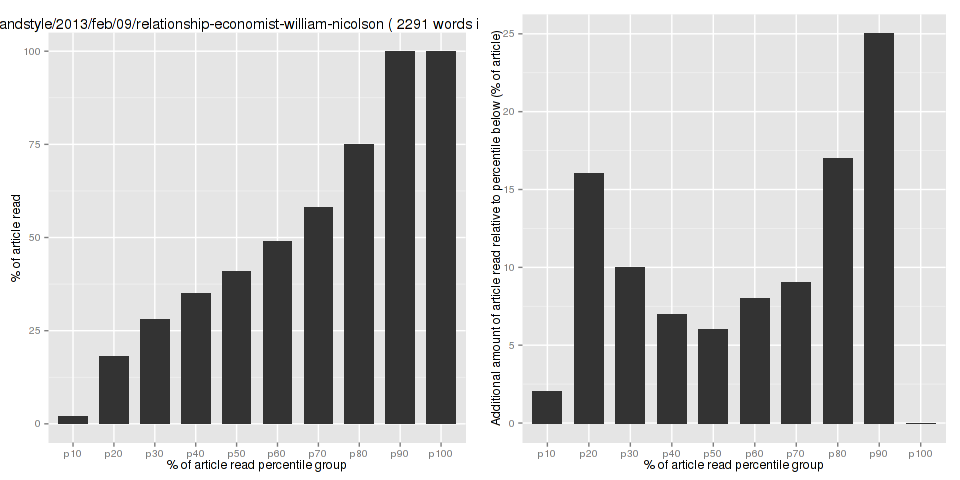 andstyle/2013/feb/09/relationship-economist-william-nicolson ( 2291 words i
% of article read
100
75
50
25
0
p10 p20 p30 p40 p50 p60 p70 p80 p90 p100
% of article read percentile group
Additional amount of article read relative to percentile below (% of article)
25
20
15
10
5
0
p10 p20 p30 p40 p50 p60 p70 p80 p90 p100
% of article read percentile group